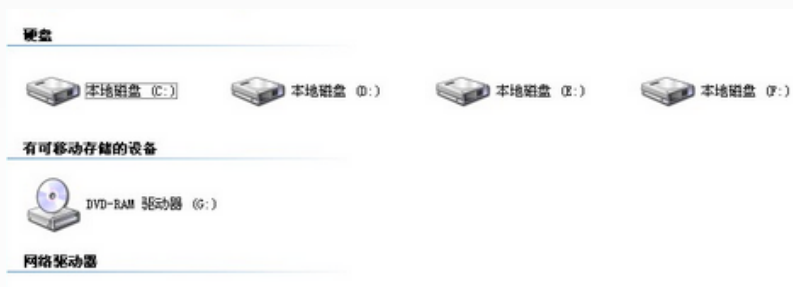 硬盘
本地磁盘 (C:) 本地磁盘 (D:) 本地磁盘 (E:) 本地磁盘 (F:)
有可移动存储的设备
DVD-RAM 驱动器 (G:)
网络驱动器